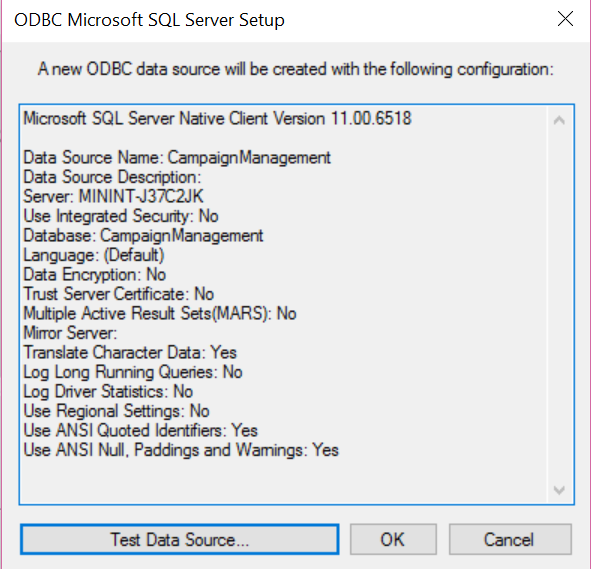 ODBC Microsoft SQL Server Setup
A new ODBC data source will be created with the following configuration:
Microsoft SQL Server Native Client Version 11.00.6518
Data Source Name: CampaignManagement
Data Source Description:
Server: MININT-J37C2JK
Use Integrated Security: No
Database: CampaignManagement
Language: (Default)
Data Encryption: No
Trust Server Certificate: No
Multiple Active Result Sets(MARS): No
Mirror Server:
Translate Character Data: Yes
Log Long Running Queries: No
Log Driver Statistics: No
Use Regional Settings: No
Use ANSI Quoted Identifiers: Yes
Use ANSI Null, Paddings and Warnings: Yes
Test Data Source... OK Cancel